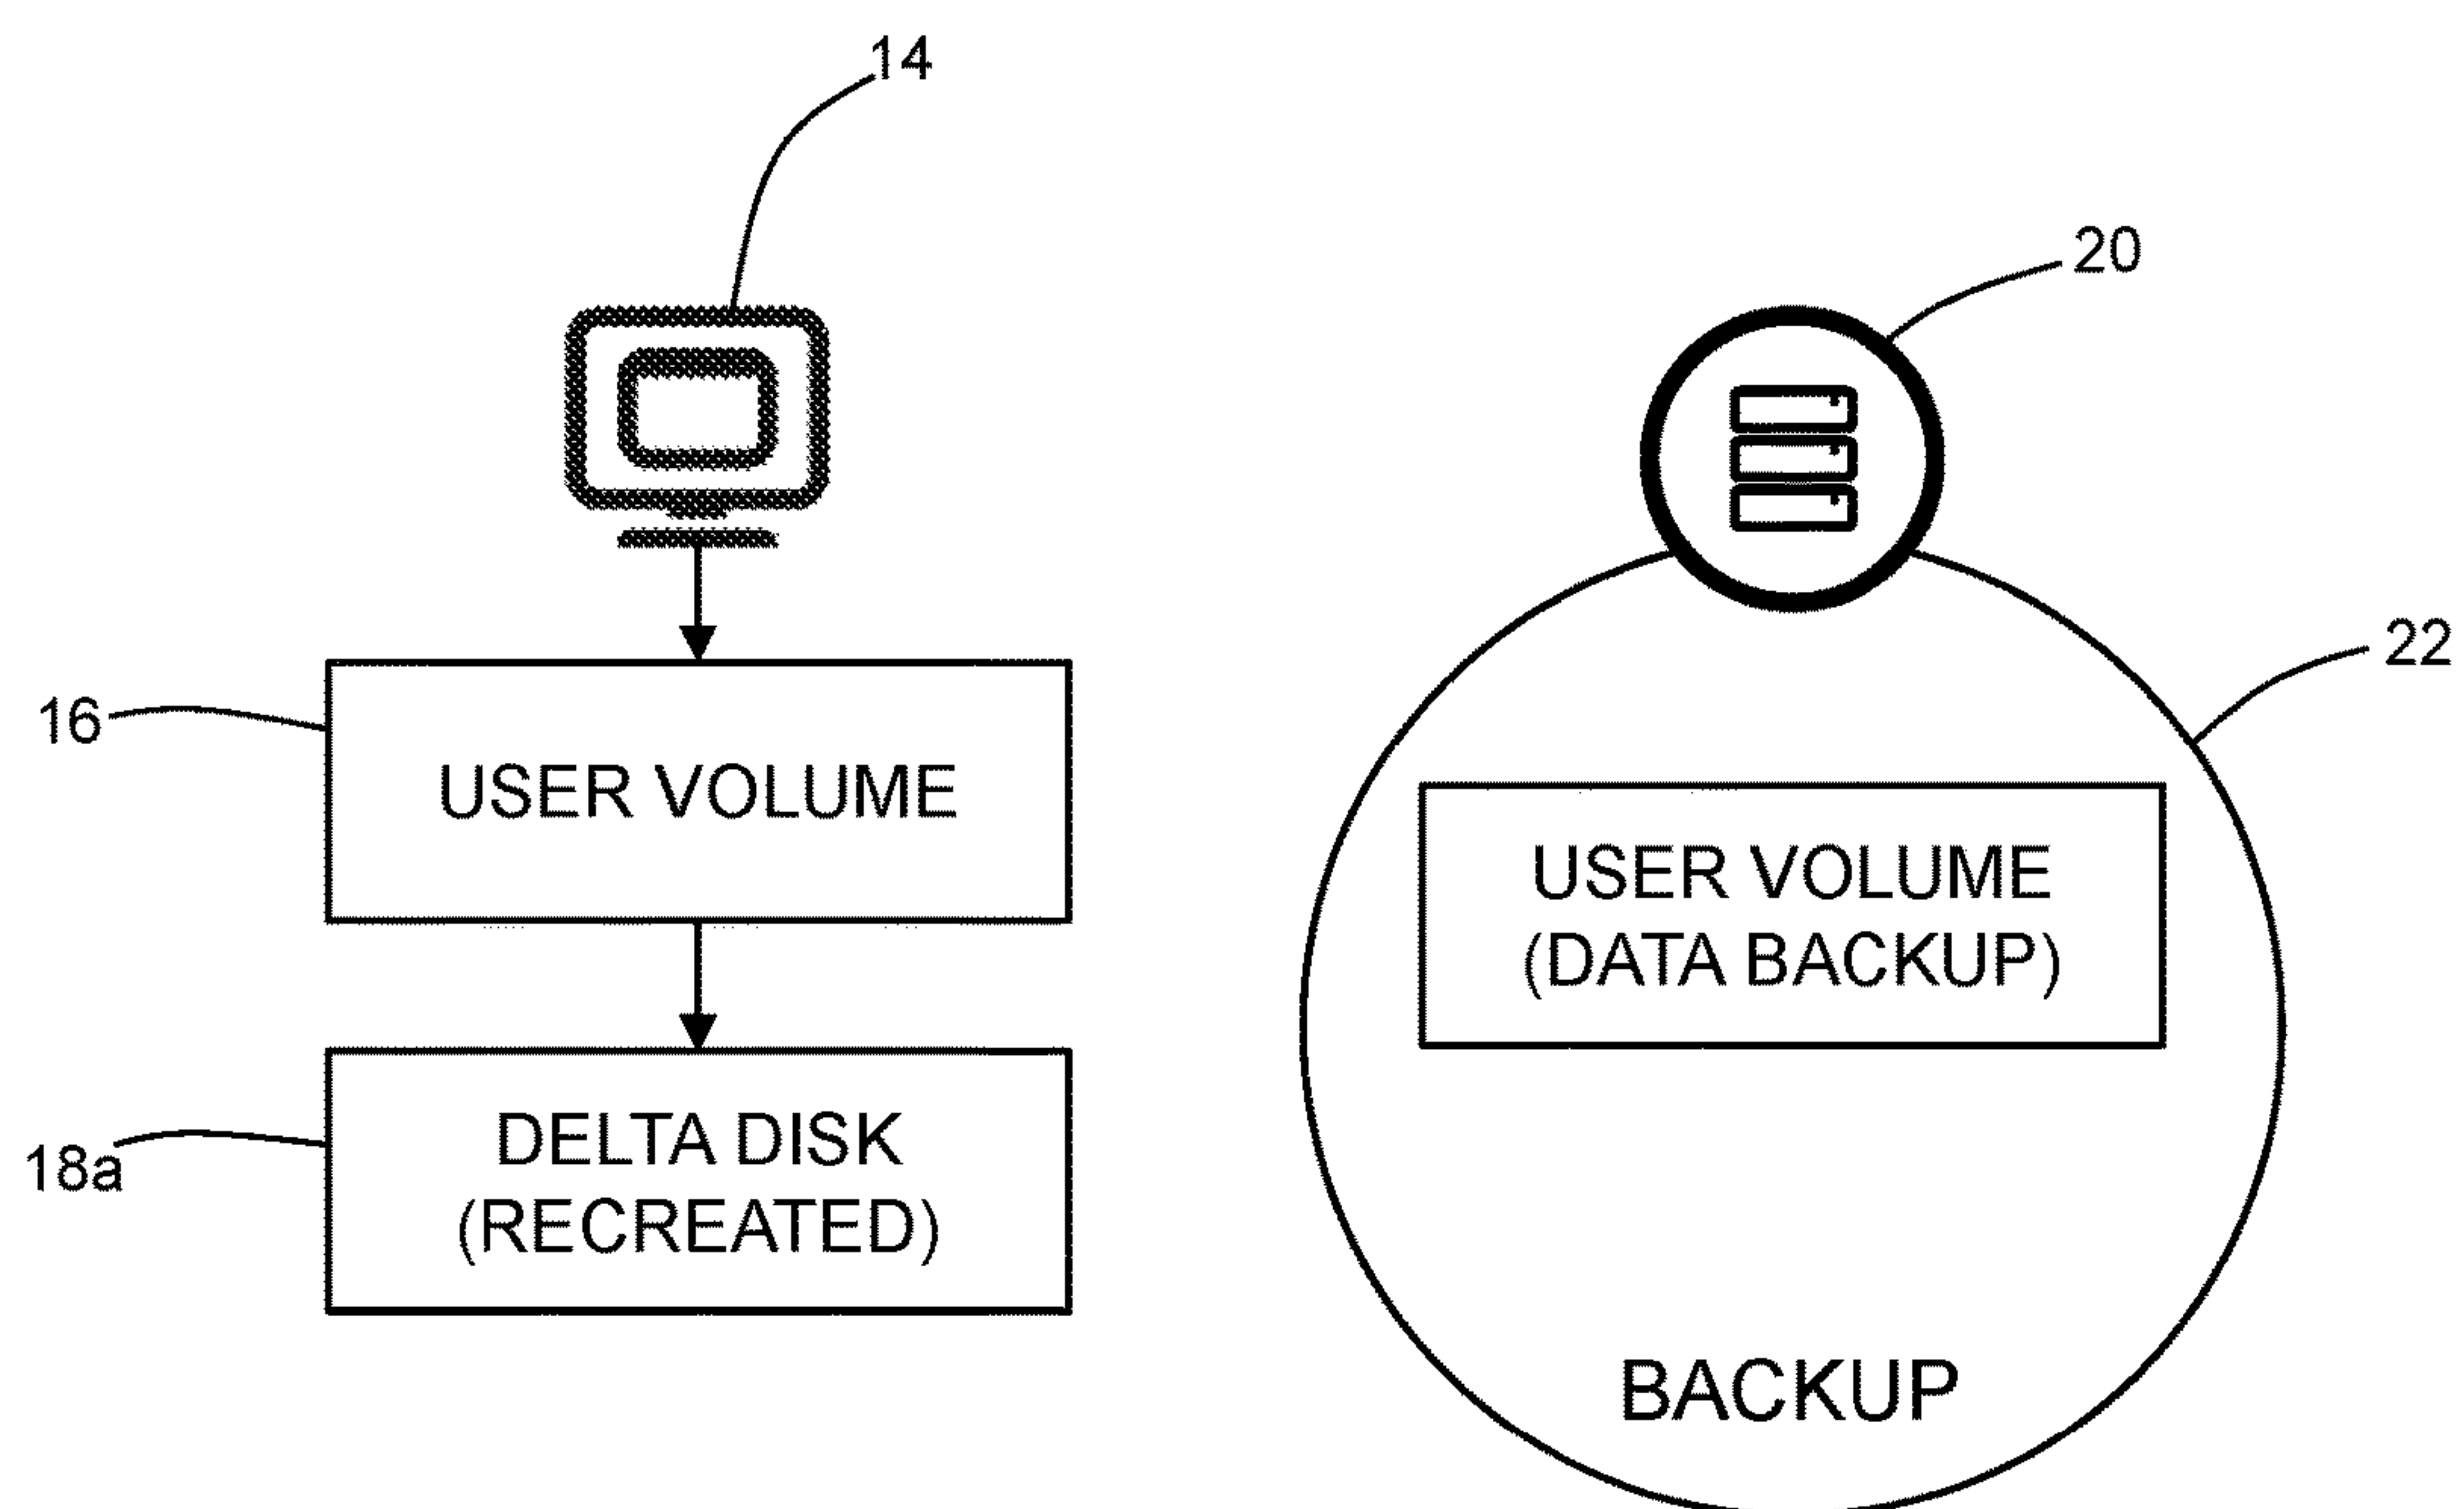 14
20
22
16
USER VOLUME
USER VOLUME
(DATA BACKUP)
18a
DELTA DISK
(RECREATED)
BACKUP